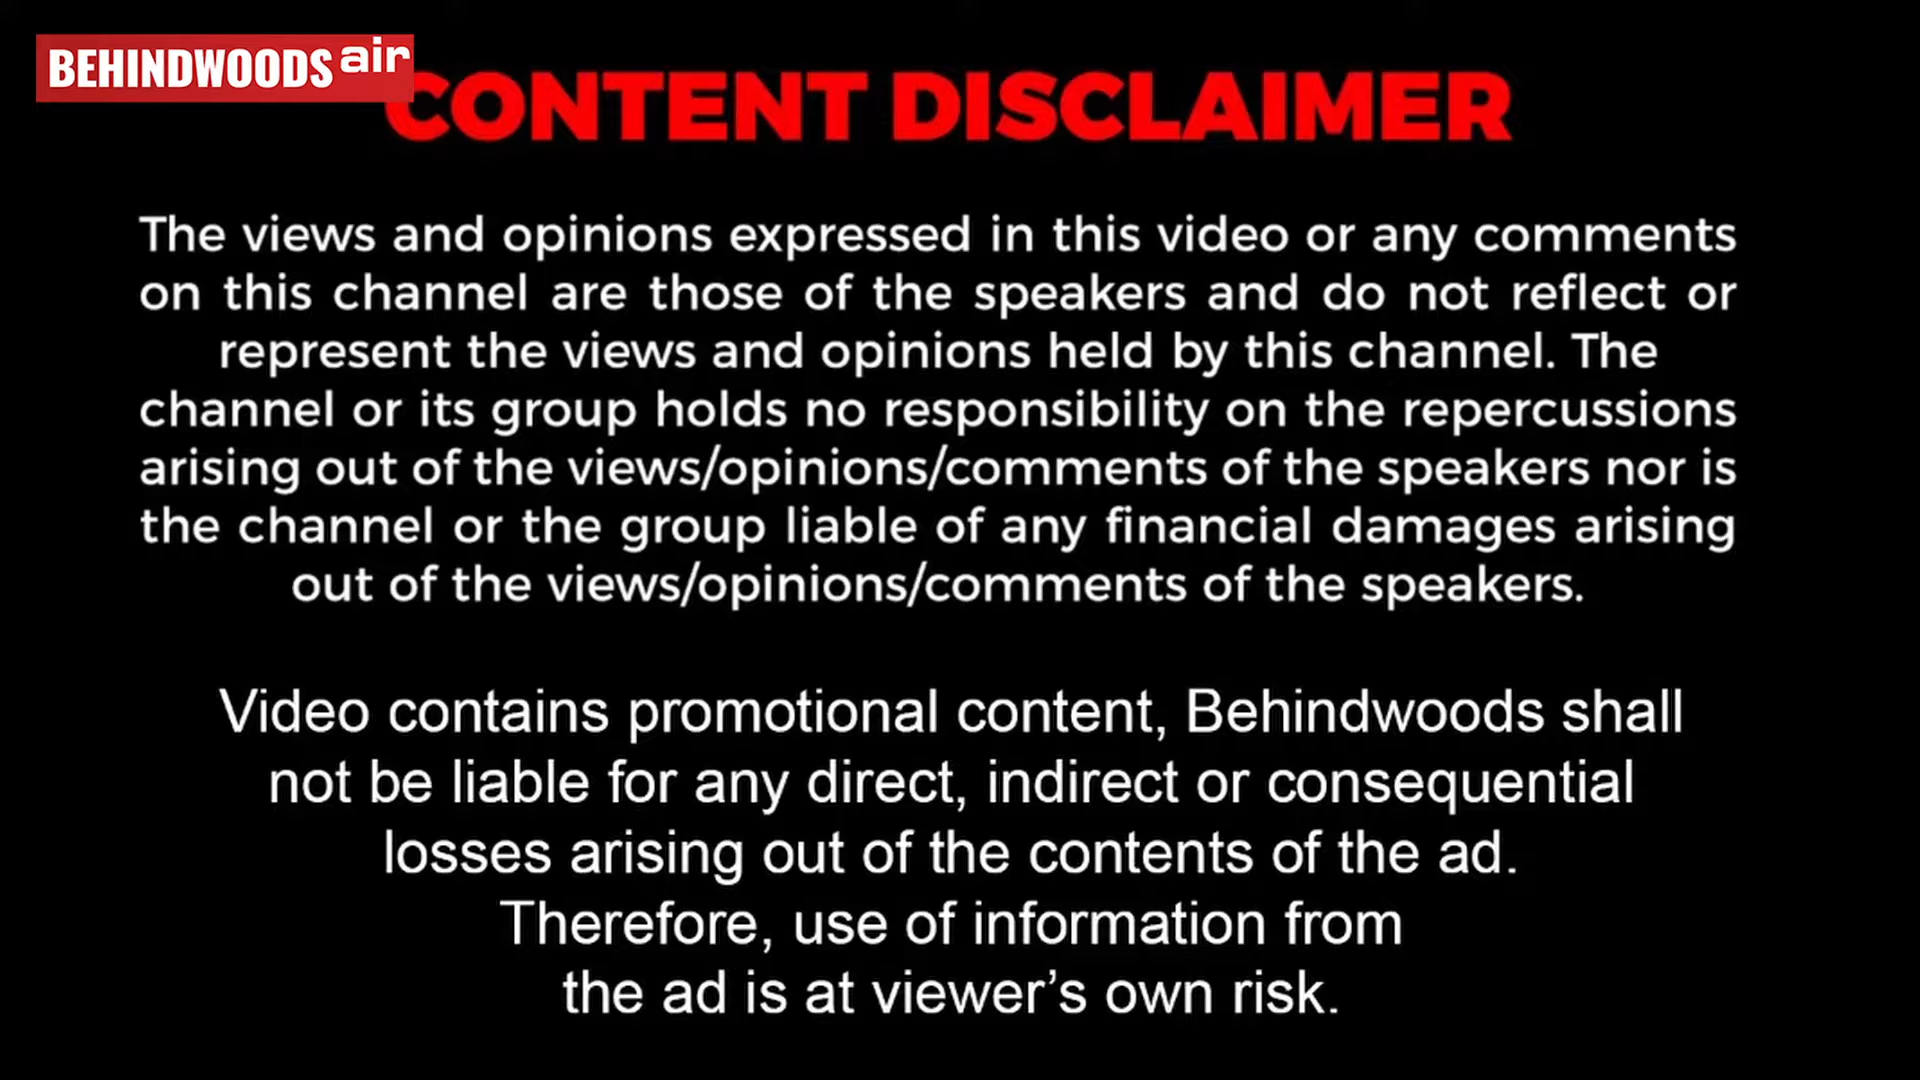 BEHINDWOODS air
CONTENT DISCLAIMER
The views and opinions expressed in this video or any comments
on this channel are those of the speakers and do not reflect or
represent the views and opinions held by this channel. The
channel or its group holds no responsibility on the repercussions
arising out of the views/opinions/comments of the speakers nor is
the channel or the group liable of any financial damages arising
out of the views/opinions/comments of the speakers.
Video contains promotional content, Behindwoods shall
not be liable for any direct, indirect or consequential
losses arising out of the contents of the ad.
Therefore, use of information from
the ad is at viewer’s own risk.